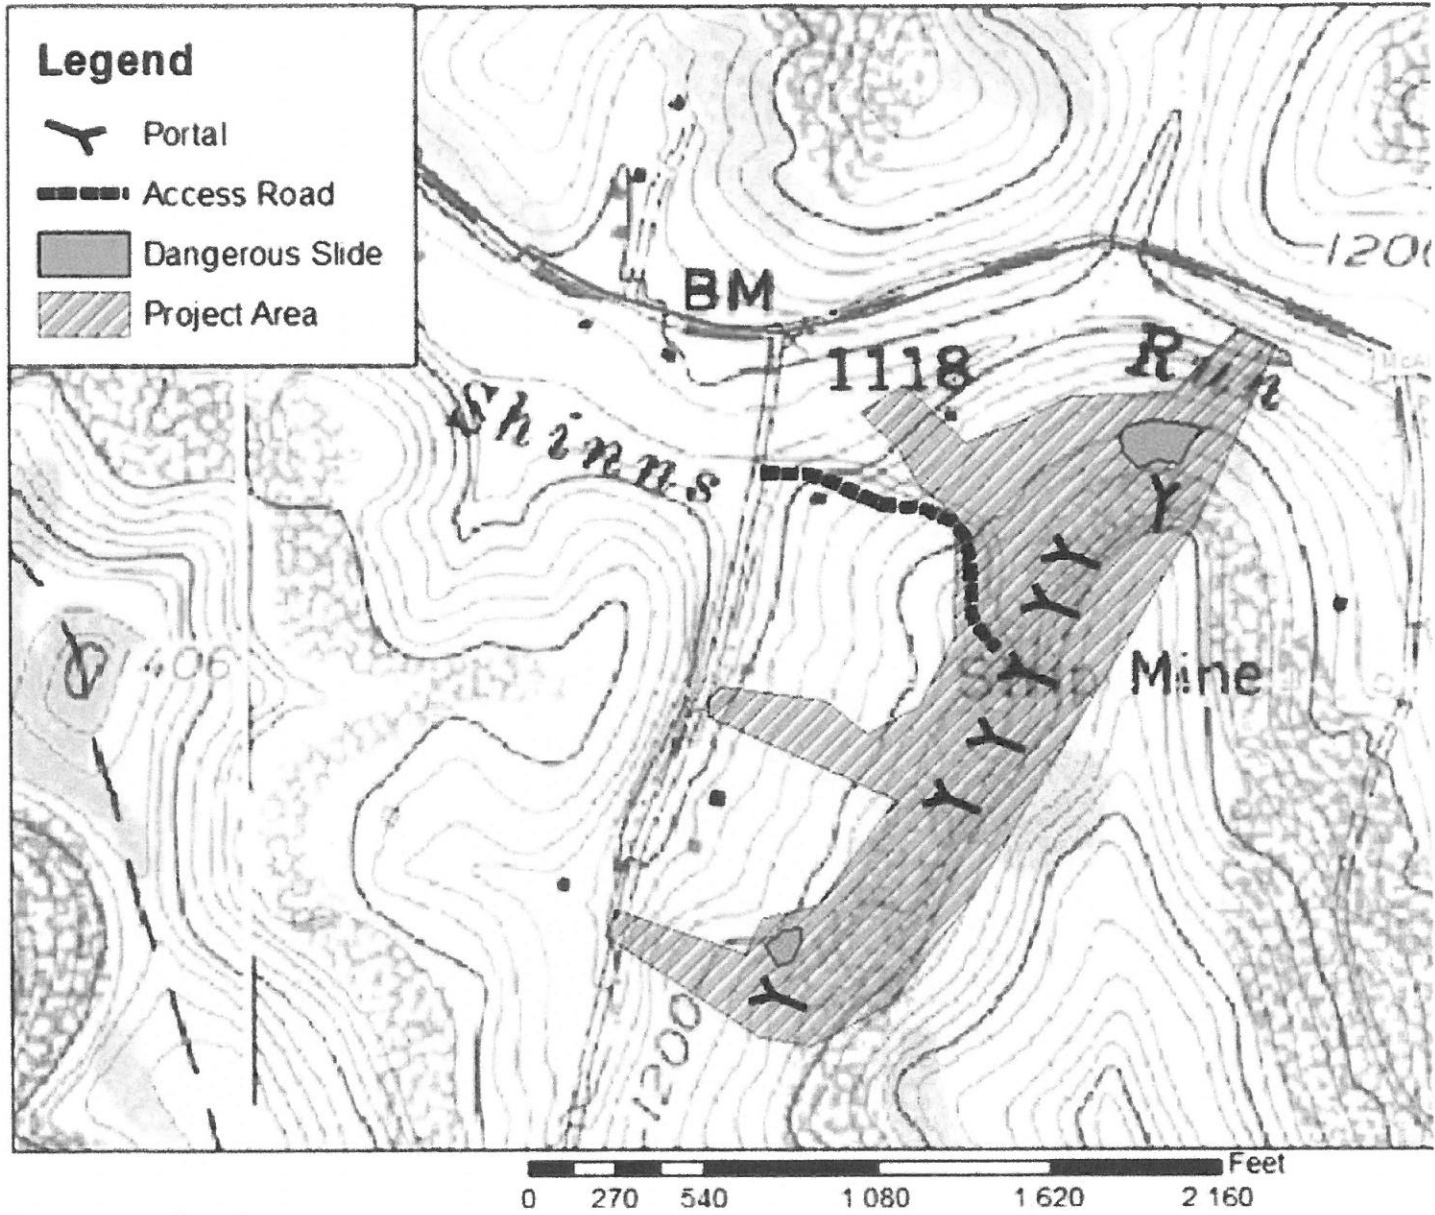 Legend
Portal
Access Road
Dangerous Slide
Project Area
1200
BM
1118
Shinns Run
406
Mine
1200
Feet
0 270 540 1 080 1 620 2 160